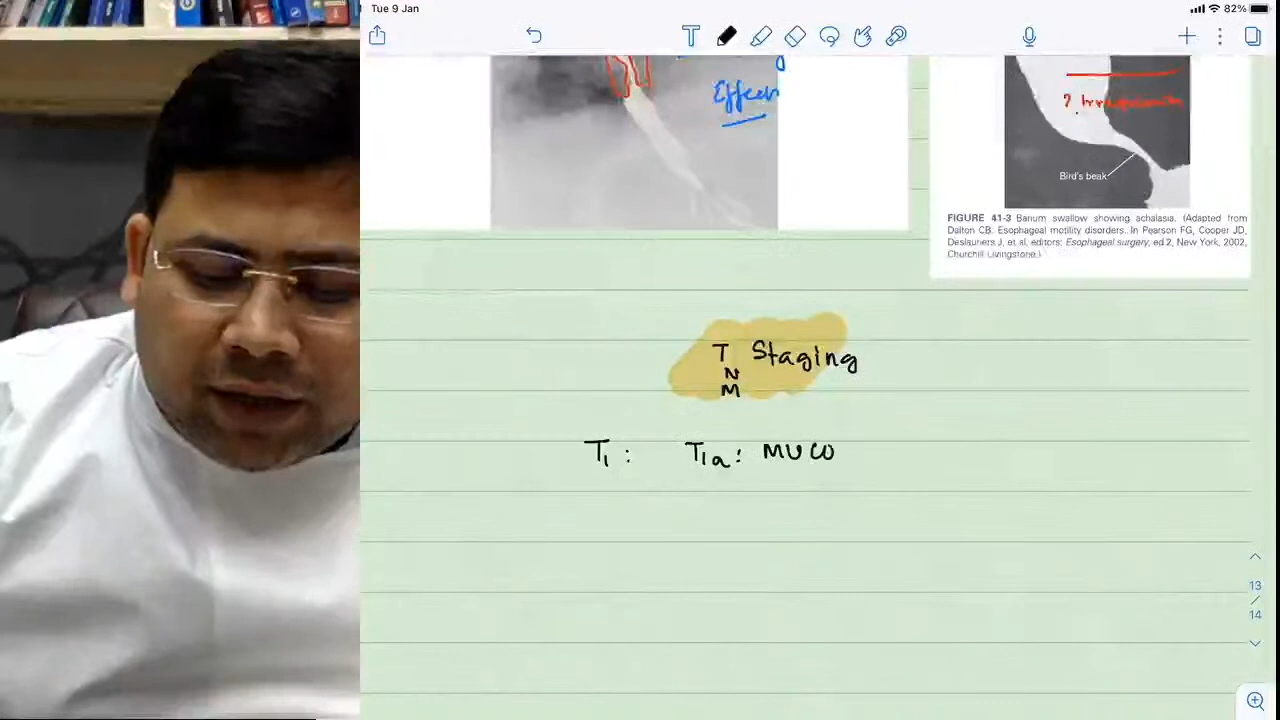 Tue 9 Jan
82%
T
Effect
Bird's beak
FIGURE 41-3 Barium swallow showing achalasia. (Adapted from
Dalton CB. Esophageal motility disorders. In Pearson FG, Cooper JD,
Deslauriers J, et al, editors: Esophageal surgery, ed 2, New York, 2002,
Churchill Livingstone.)
T Staging
N
M
T1 : T1a : MUCO
13
14